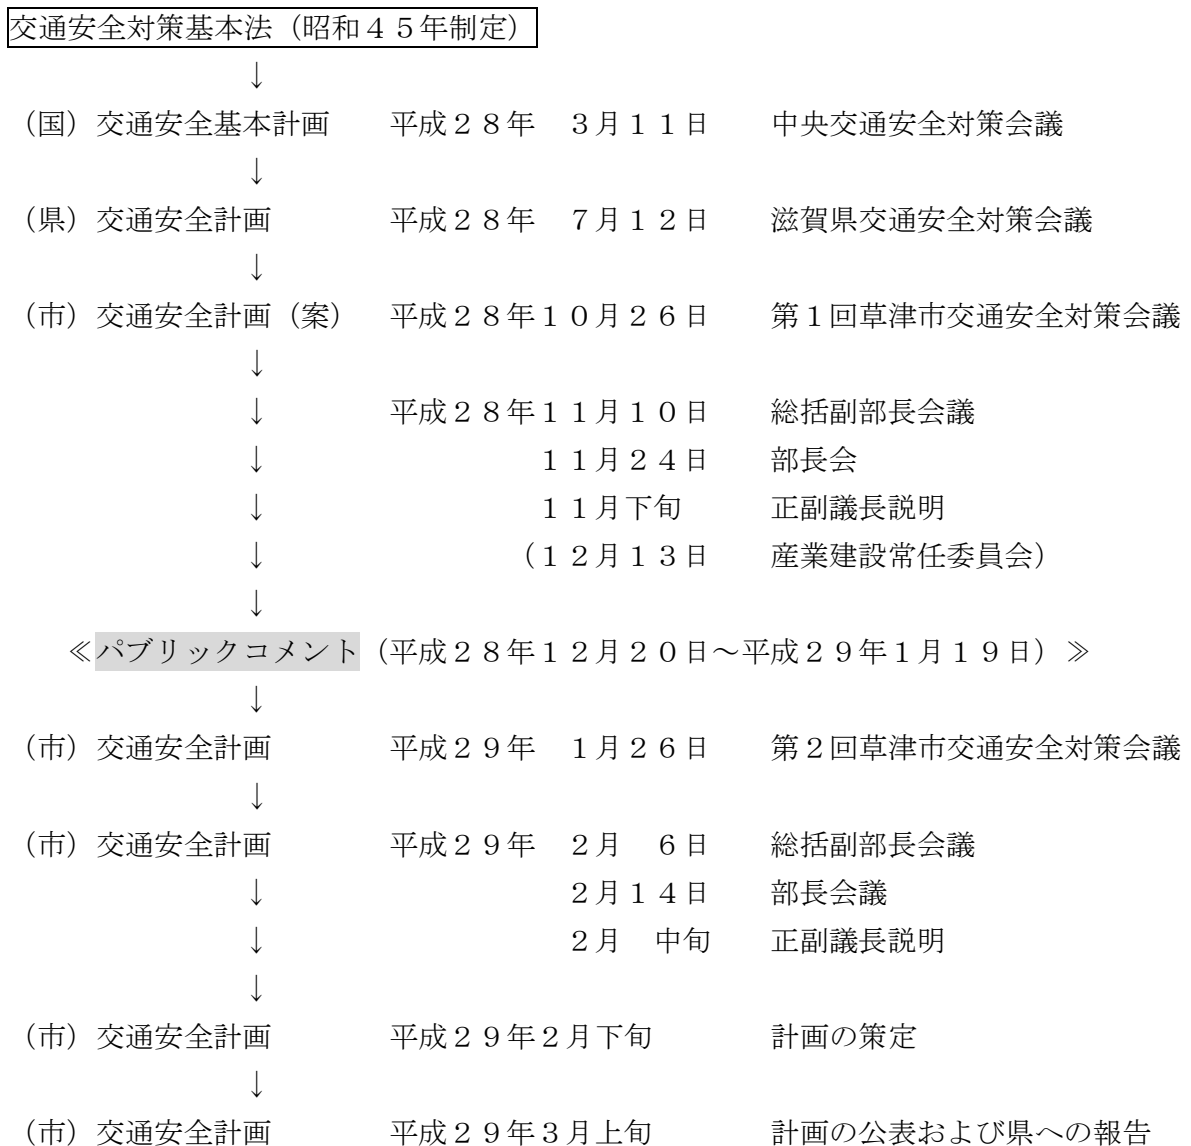 交通安全対策基本法（昭和４５年制定）
↓
（国）交通安全基本計画　　平成２８年　３月１１日　　中央交通安全対策会議
↓
（県）交通安全計画　　　　平成２８年　７月１２日　　滋賀県交通安全対策会議
↓
（市）交通安全計画（案）　平成２８年１０月２６日　　第１回草津市交通安全対策会議
↓
↓　　平成２８年１１月１０日　　総括副部長会議
↓　　１１月２４日　　部長会
↓　　１１月下旬　　　正副議長説明
↓　　（１２月１３日　　産業建設常任委員会）
↓
≪パブリックコメント（平成２８年１２月２０日～平成２９年１月１９日）≫
↓
（市）交通安全計画　　　　平成２９年　１月２６日　　第２回草津市交通安全対策会議
↓
（市）交通安全計画　　　　平成２９年　２月　６日　　総括副部長会議
↓　　２月１４日　　部長会議
↓　　２月　中旬　　正副議長説明
↓
（市）交通安全計画　　　　平成２９年２月下旬　　　　計画の策定
↓
（市）交通安全計画　　　　平成２９年３月上旬　　　　計画の公表および県への報告